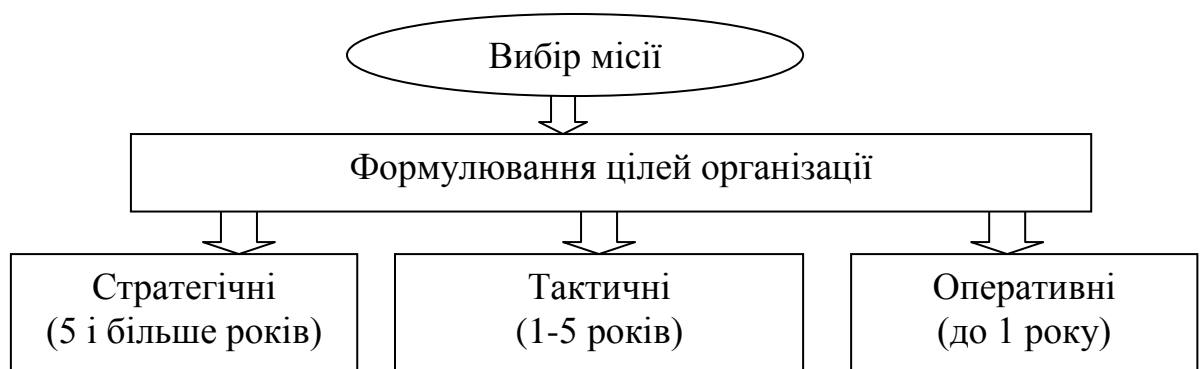 Вибір місії
Формулювання цілей організації
Стратегічні
(5 і більше років)
Тактичні
(1-5 років)
Оперативні
(до 1 року)